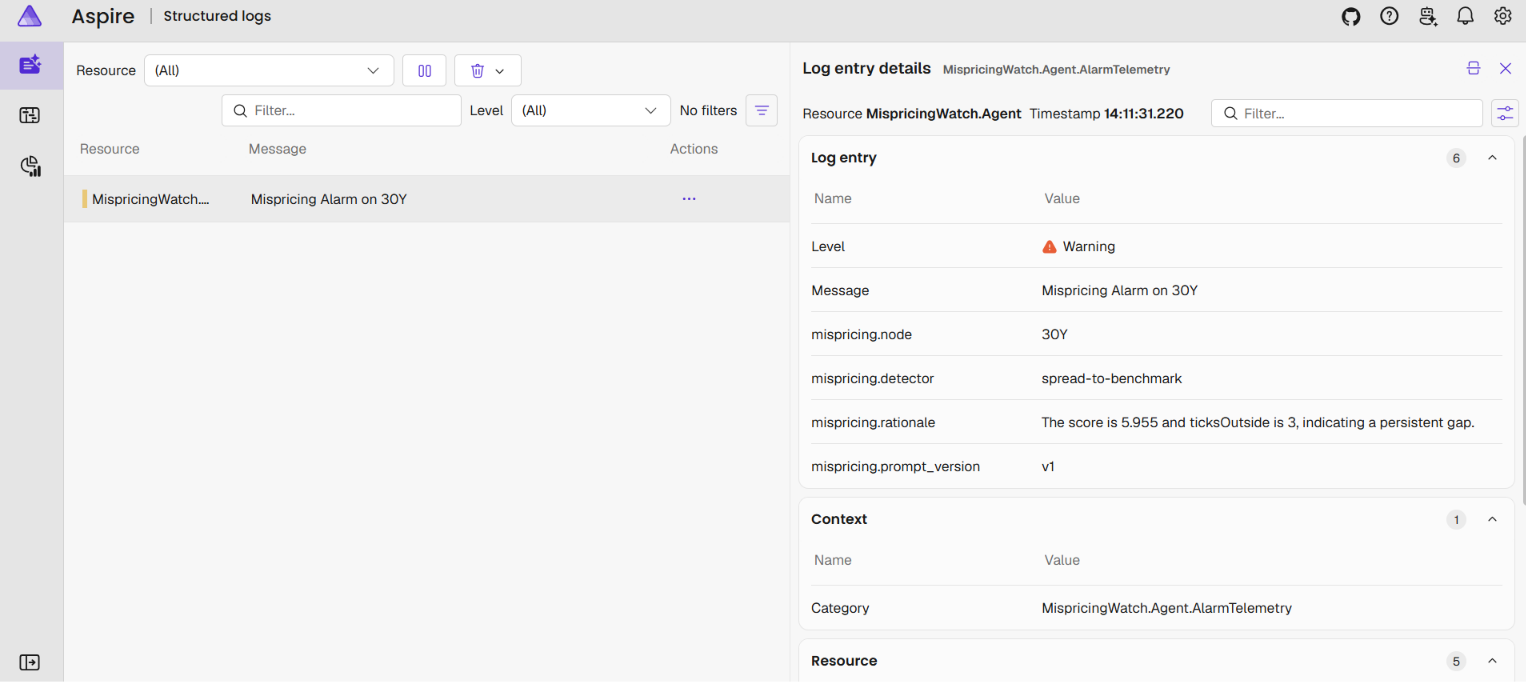 Aspire | Structured logs
Resource (All)
Filter... Level (All) No filters
Resource Message Actions
MispricingWatch.... Mispricing Alarm on 30Y ...
Log entry details MispricingWatch.Agent.AlarmTelemetry
Resource MispricingWatch.Agent Timestamp 14:11:31.220 Filter...
Log entry 6
Name Value
Level Warning
Message Mispricing Alarm on 30Y
mispricing.node 30Y
mispricing.detector spread-to-benchmark
mispricing.rationale The score is 5.955 and ticksOutside is 3, indicating a persistent gap.
mispricing.prompt_version v1
Context 1
Name Value
Category MispricingWatch.Agent.AlarmTelemetry
Resource 5